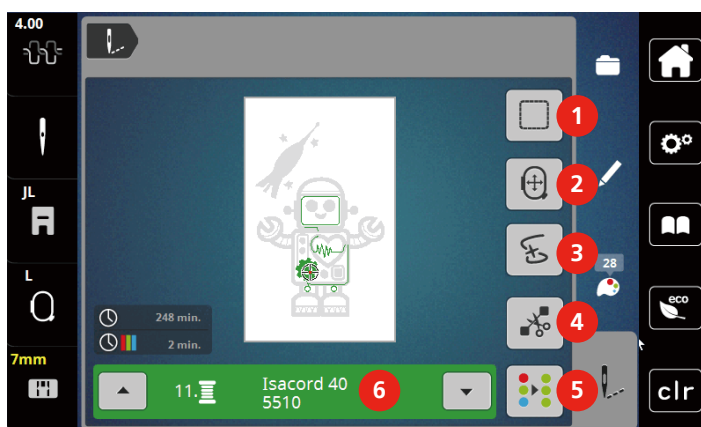 4.00
1
2
JL
3
28
L
eco
248 min.
4
2 min.
7mm
11.
Isacord 40
5510
6
5
clr